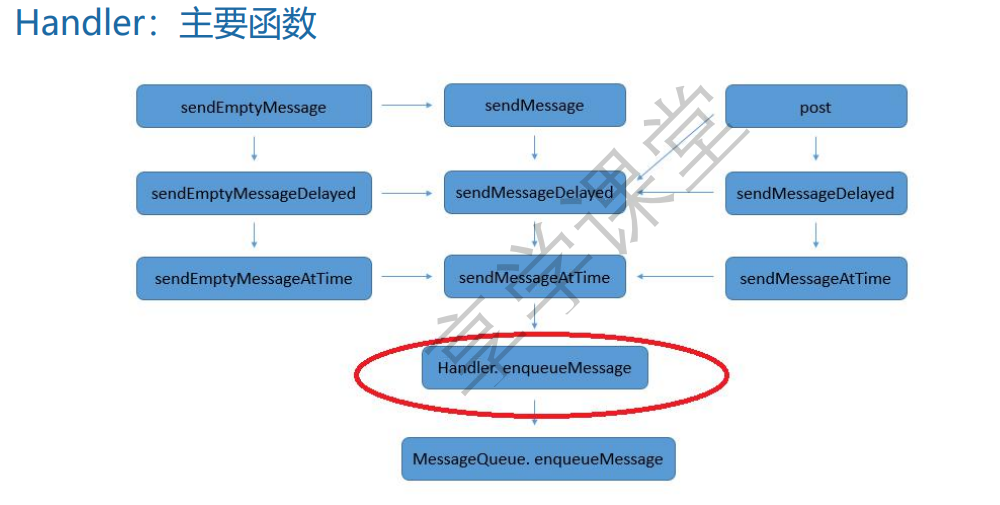 Handler：主要函数
sendEmptyMessage
sendMessage
post
sendEmptyMessageDelayed
sendMessageDelayed
sendMessageDelayed
sendEmptyMessageAtTime
sendMessageAtTime
sendMessageAtTime
Handler. enqueueMessage
MessageQueue. enqueueMessage
享学课堂